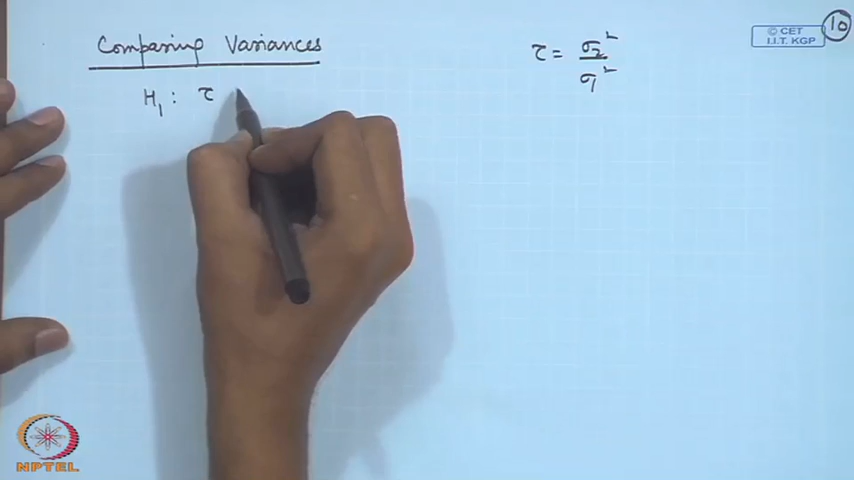 Comparing Variances
τ = σ₂² / σ₁²
H₁ : τ
© CET
I.I.T. KGP
10
NPTEL